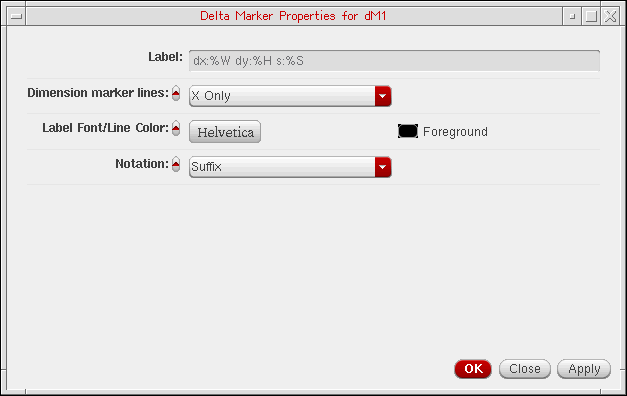 Delta Marker Properties for dM1
Label: dx:%W dy:%H s:%S
Dimension marker lines: X Only
Label Font/Line Color: Helvetica Foreground
Notation: Suffix
OK Close Apply